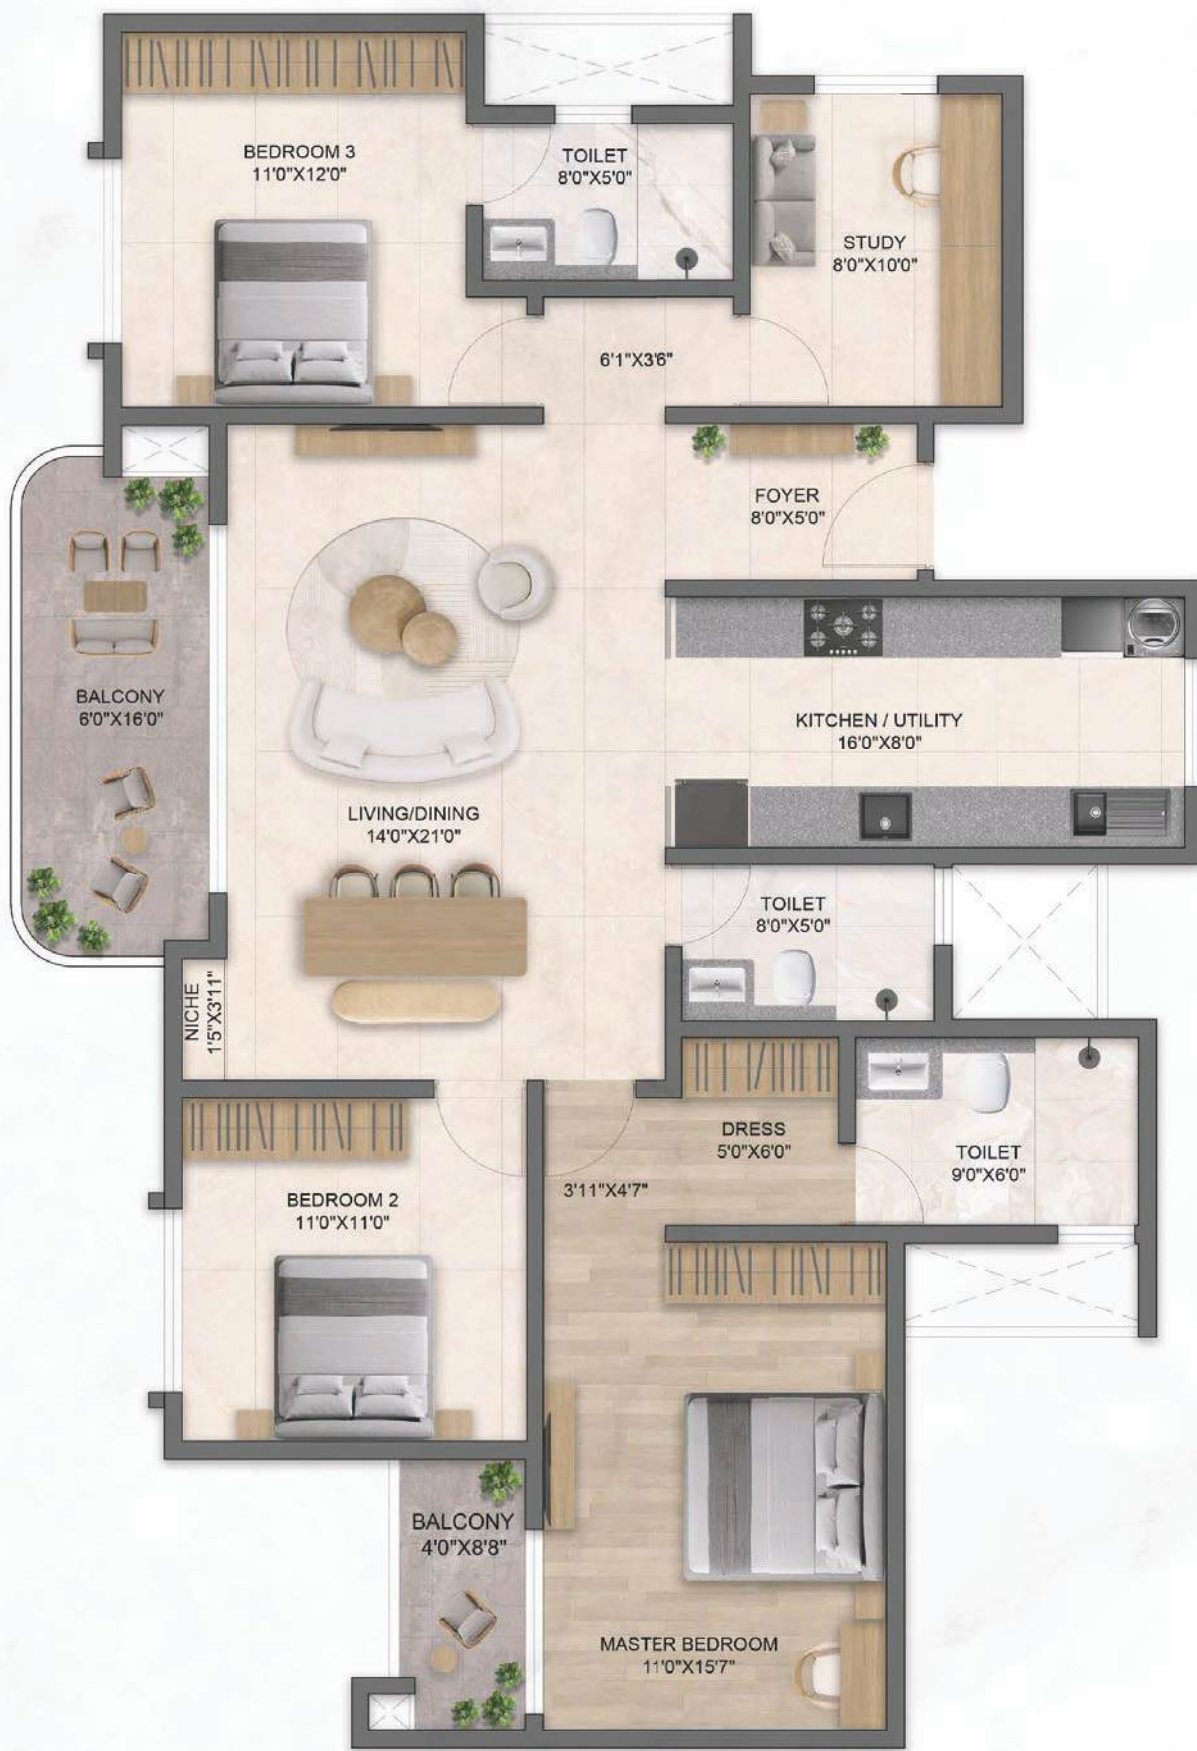 BEDROOM 3
11'0"X12'0"
TOILET
8'0"X5'0"
STUDY
8'0"X10'0"
6'1"X3'6"
FOYER
8'0"X5'0"
BALCONY
6'0"X16'0"
KITCHEN / UTILITY
16'0"X8'0"
LIVING/DINING
14'0"X21'0"
TOILET
8'0"X5'0"
NICHE
1'5"X3'11"
DRESS
5'0"X6'0"
TOILET
9'0"X6'0"
3'11"X4'7"
BEDROOM 2
11'0"X11'0"
BALCONY
4'0"X8'8"
MASTER BEDROOM
11'0"X15'7"